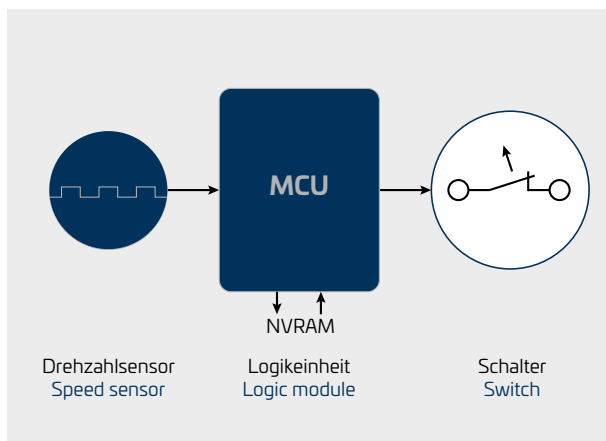 MCU
NVRAM
Drehzahlsensor
Speed sensor
Logikeinheit
Logic module
Schalter
Switch